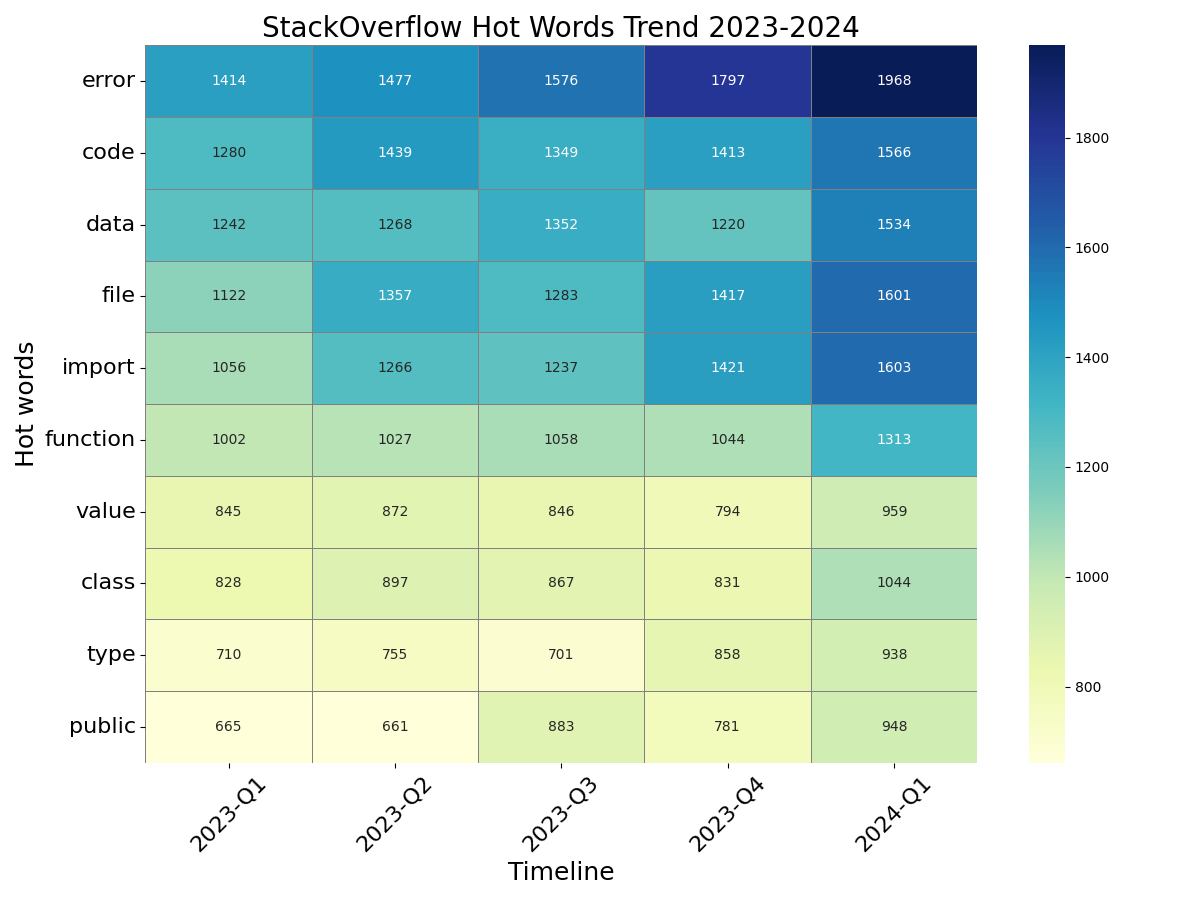 StackOverflow Hot Words Trend 2023-2024
error 1414 1477 1576 1797 1968
code 1280 1439 1349 1413 1566
data 1242 1268 1352 1220 1534
file 1122 1357 1283 1417 1601
import 1056 1266 1237 1421 1603
function 1002 1027 1058 1044 1313
value 845 872 846 794 959
class 828 897 867 831 1044
type 710 755 701 858 938
public 665 661 883 781 948
Hot words
2023-Q1 2023-Q2 2023-Q3 2023-Q4 2024-Q1
Timeline
1800
1600
1400
1200
1000
800